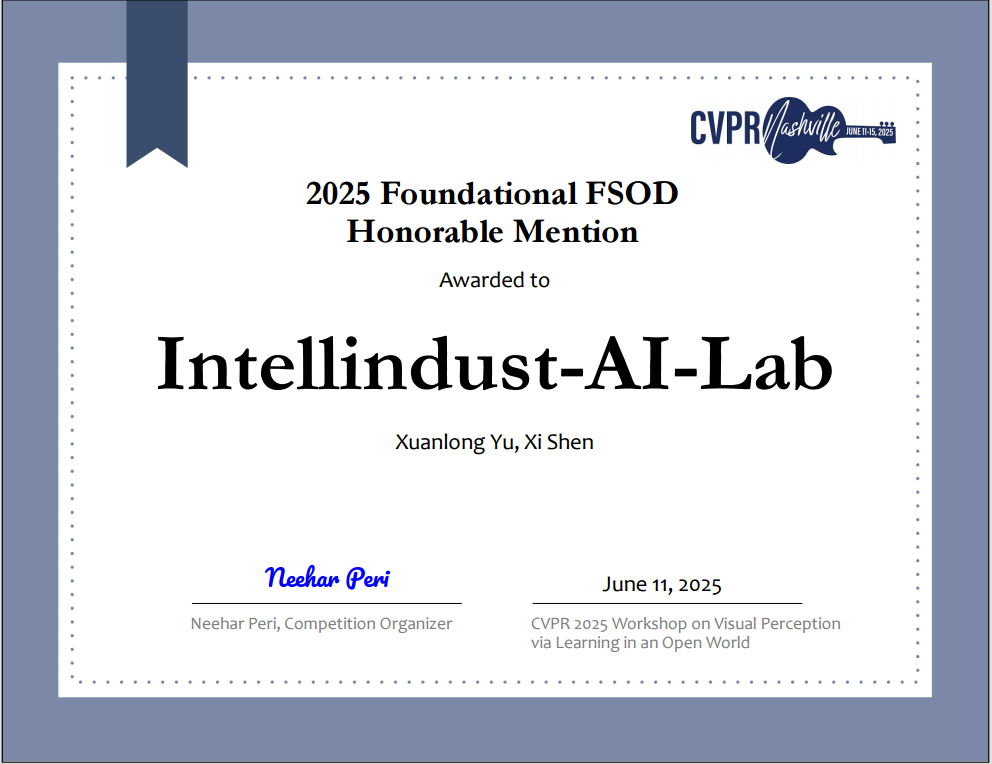 CVPR Nashville JUNE 11-15, 2025
2025 Foundational FSOD
Honorable Mention
Awarded to
Intellindust-AI-Lab
Xuanlong Yu, Xi Shen
Neehar Peri
June 11, 2025
Neehar Peri, Competition Organizer
CVPR 2025 Workshop on Visual Perception
via Learning in an Open World